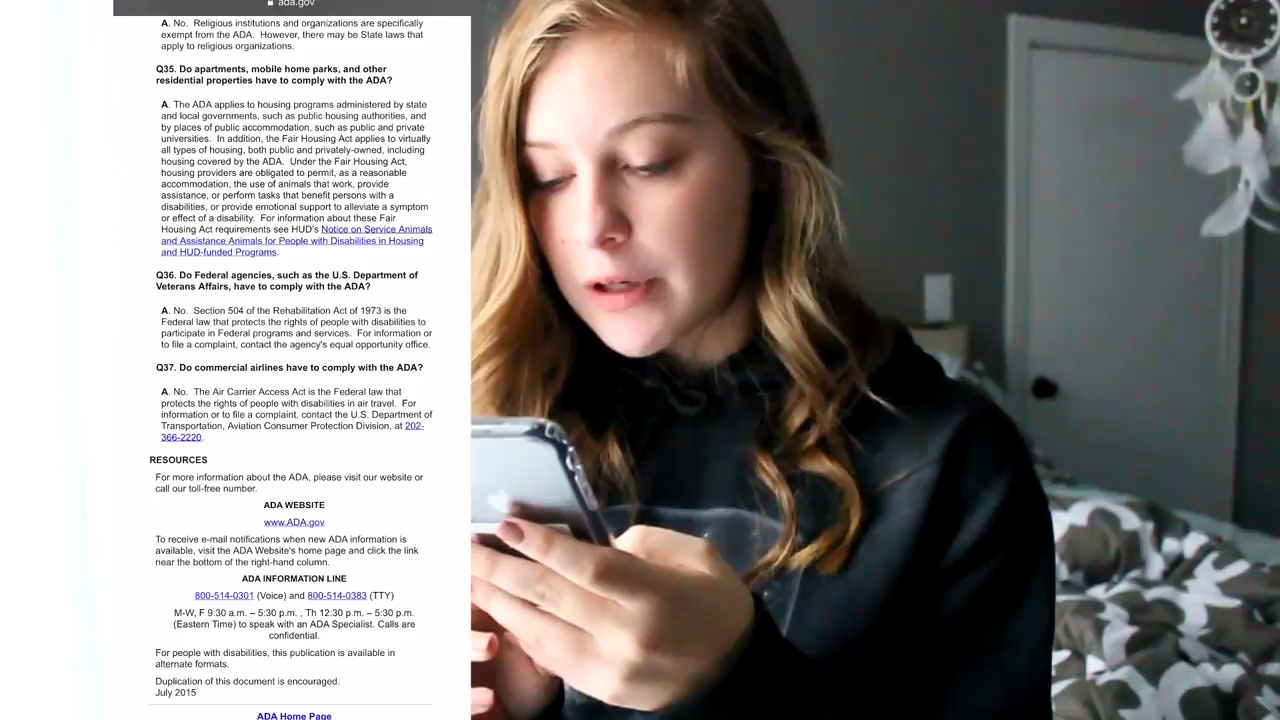 ada.gov
A. No. Religious institutions and organizations are specifically
exempt from the ADA. However, there may be State laws that
apply to religious organizations.
Q35. Do apartments, mobile home parks, and other
residential properties have to comply with the ADA?
A. The ADA applies to housing programs administered by state
and local governments, such as public housing authorities, and
by places of public accommodation, such as public and private
universities. In addition, the Fair Housing Act applies to virtually
all types of housing, both public and privately-owned, including
housing covered by the ADA. Under the Fair Housing Act,
housing providers are obligated to permit, as a reasonable
accommodation, the use of animals that work, provide
assistance, or perform tasks that benefit persons with a
disabilities, or provide emotional support to alleviate a symptom
or effect of a disability. For information about these Fair
Housing Act requirements see HUD's Notice on Service Animals
and Assistance Animals for People with Disabilities in Housing
and HUD-funded Programs.
Q36. Do Federal agencies, such as the U.S. Department of
Veterans Affairs, have to comply with the ADA?
A. No. Section 504 of the Rehabilitation Act of 1973 is the
Federal law that protects the rights of people with disabilities to
participate in Federal programs and services. For information or
to file a complaint, contact the agency's equal opportunity office.
Q37. Do commercial airlines have to comply with the ADA?
A. No. The Air Carrier Access Act is the Federal law that
protects the rights of people with disabilities in air travel. For
information or to file a complaint, contact the U.S. Department of
Transportation, Aviation Consumer Protection Division, at 202-
366-2220.
RESOURCES
For more information about the ADA, please visit our website or
call our toll-free number.
ADA WEBSITE
www.ADA.gov
To receive e-mail notifications when new ADA information is
available, visit the ADA Website's home page and click the link
near the bottom of the right-hand column.
ADA INFORMATION LINE
800-514-0301 (Voice) and 800-514-0383 (TTY)
M-W, F 9:30 a.m. – 5:30 p.m. , Th 12:30 p.m. – 5:30 p.m.
(Eastern Time) to speak with an ADA Specialist. Calls are
confidential.
For people with disabilities, this publication is available in
alternate formats.
Duplication of this document is encouraged.
July 2015
ADA Home Page